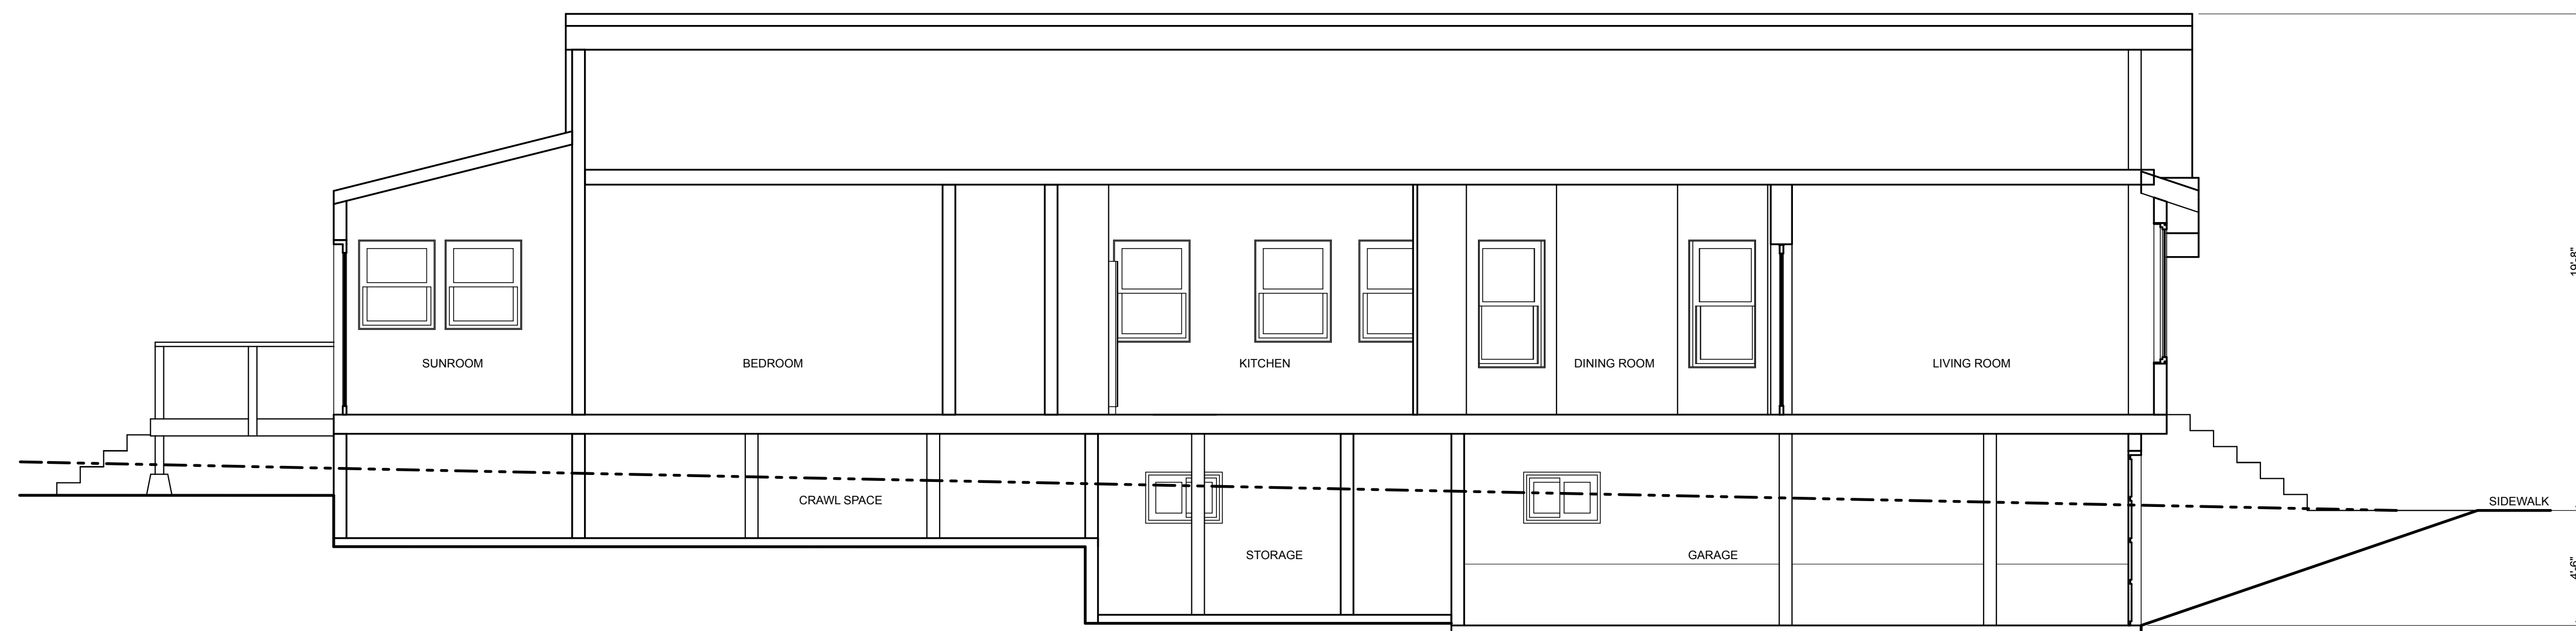 19'-8"
SUNROOM
BEDROOM
KITCHEN
DINING ROOM
LIVING ROOM
CRAWL SPACE
SIDEWALK
STORAGE
GARAGE
4'-6"